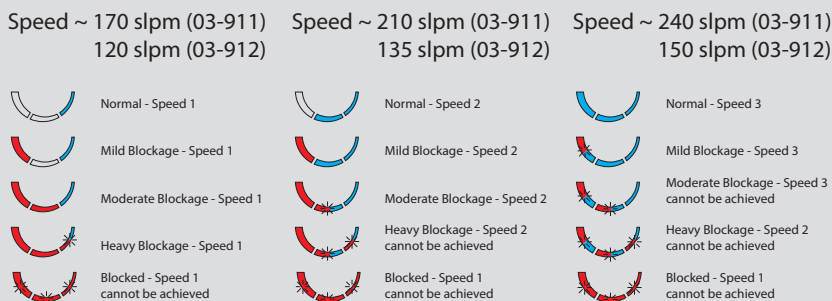 Speed ~ 170 slpm (03-911)
120 slpm (03-912)
Normal - Speed 1
Mild Blockage - Speed 1
Moderate Blockage - Speed 1
Heavy Blockage - Speed 1
Blocked - Speed 1
cannot be achieved
Speed ~ 210 slpm (03-911)
135 slpm (03-912)
Normal - Speed 2
Mild Blockage - Speed 2
Moderate Blockage - Speed 2
Heavy Blockage - Speed 2
cannot be achieved
Blocked - Speed 1
cannot be achieved
Speed ~ 240 slpm (03-911)
150 slpm (03-912)
Normal - Speed 3
Mild Blockage - Speed 3
Moderate Blockage - Speed 3
cannot be achieved
Heavy Blockage - Speed 2
cannot be achieved
Blocked - Speed 1
cannot be achieved